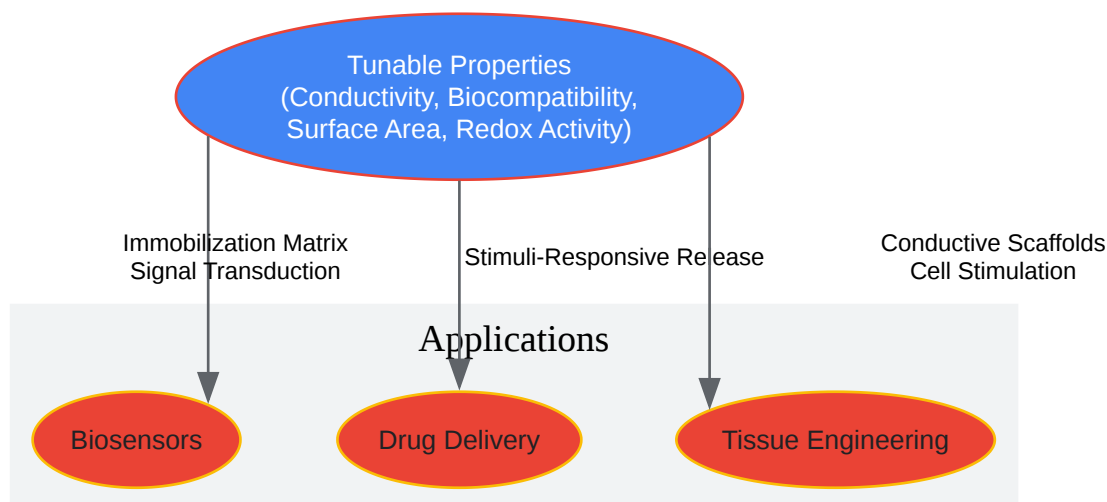 Tunable Properties
(Conductivity, Biocompatibility,
Surface Area, Redox Activity)
Immobilization Matrix
Signal Transduction
Stimuli-Responsive Release
Conductive Scaffolds
Cell Stimulation
Applications
Biosensors
Drug Delivery
Tissue Engineering